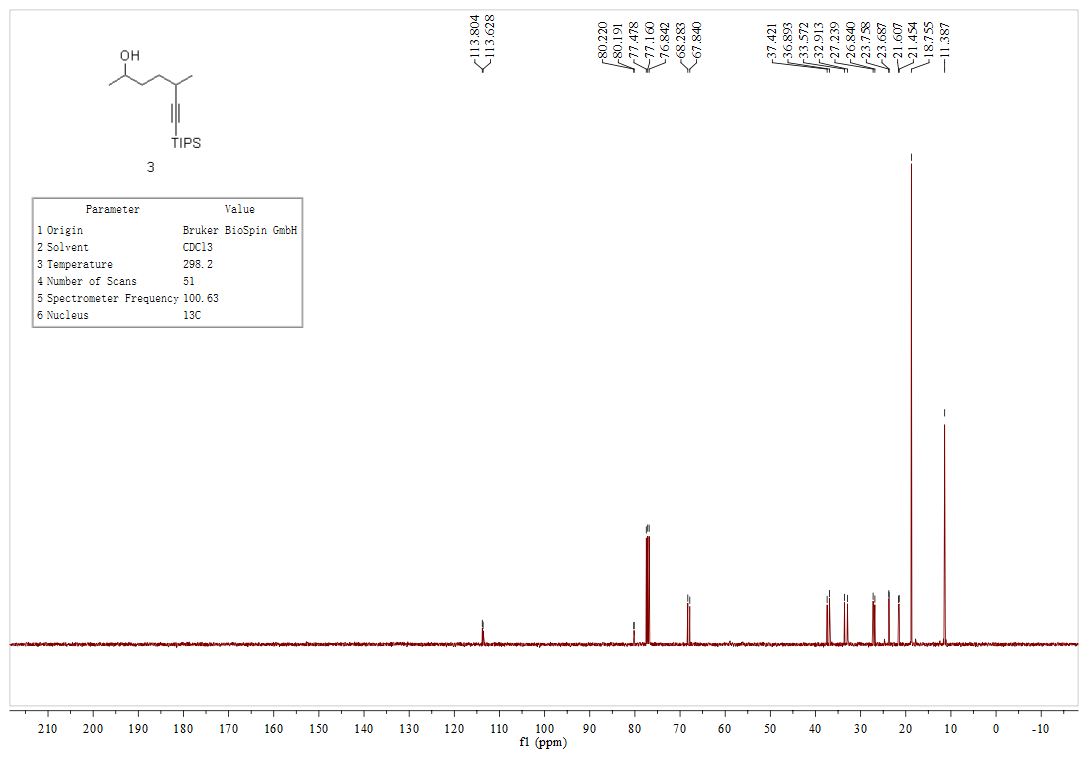 113.804
113.628
80.220
80.191
77.478
77.160
76.842
68.283
67.840
37.421
36.893
33.572
32.913
27.239
26.840
23.758
23.687
21.607
21.454
18.755
11.387
OH
TIPS
3
Parameter Value
1 Origin Bruker BioSpin GmbH
2 Solvent CDCl3
3 Temperature 298.2
4 Number of Scans 51
5 Spectrometer Frequency 100.63
6 Nucleus 13C
210 200 190 180 170 160 150 140 130 120 110 100 90 80 70 60 50 40 30 20 10 0 -10
f1 (ppm)